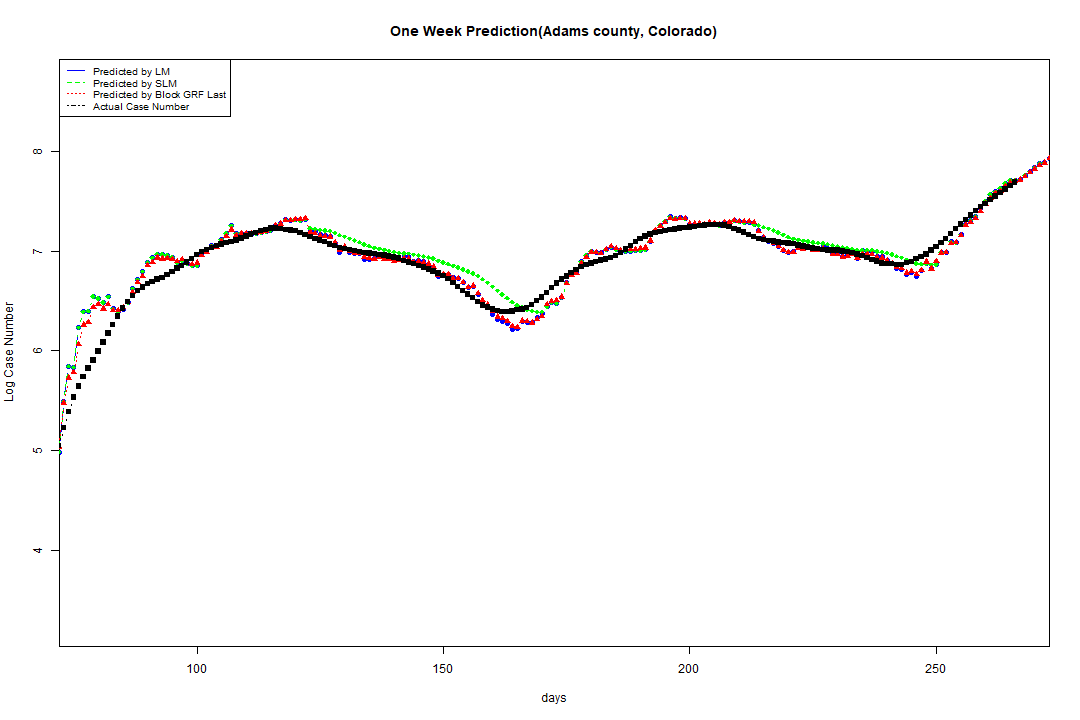 One Week Prediction(Adams county, Colorado)
Predicted by LM
Predicted by SLM
Predicted by Block GRF Last
Actual Case Number
8
7
6
5
4
Log Case Number
100 150 200 250
days